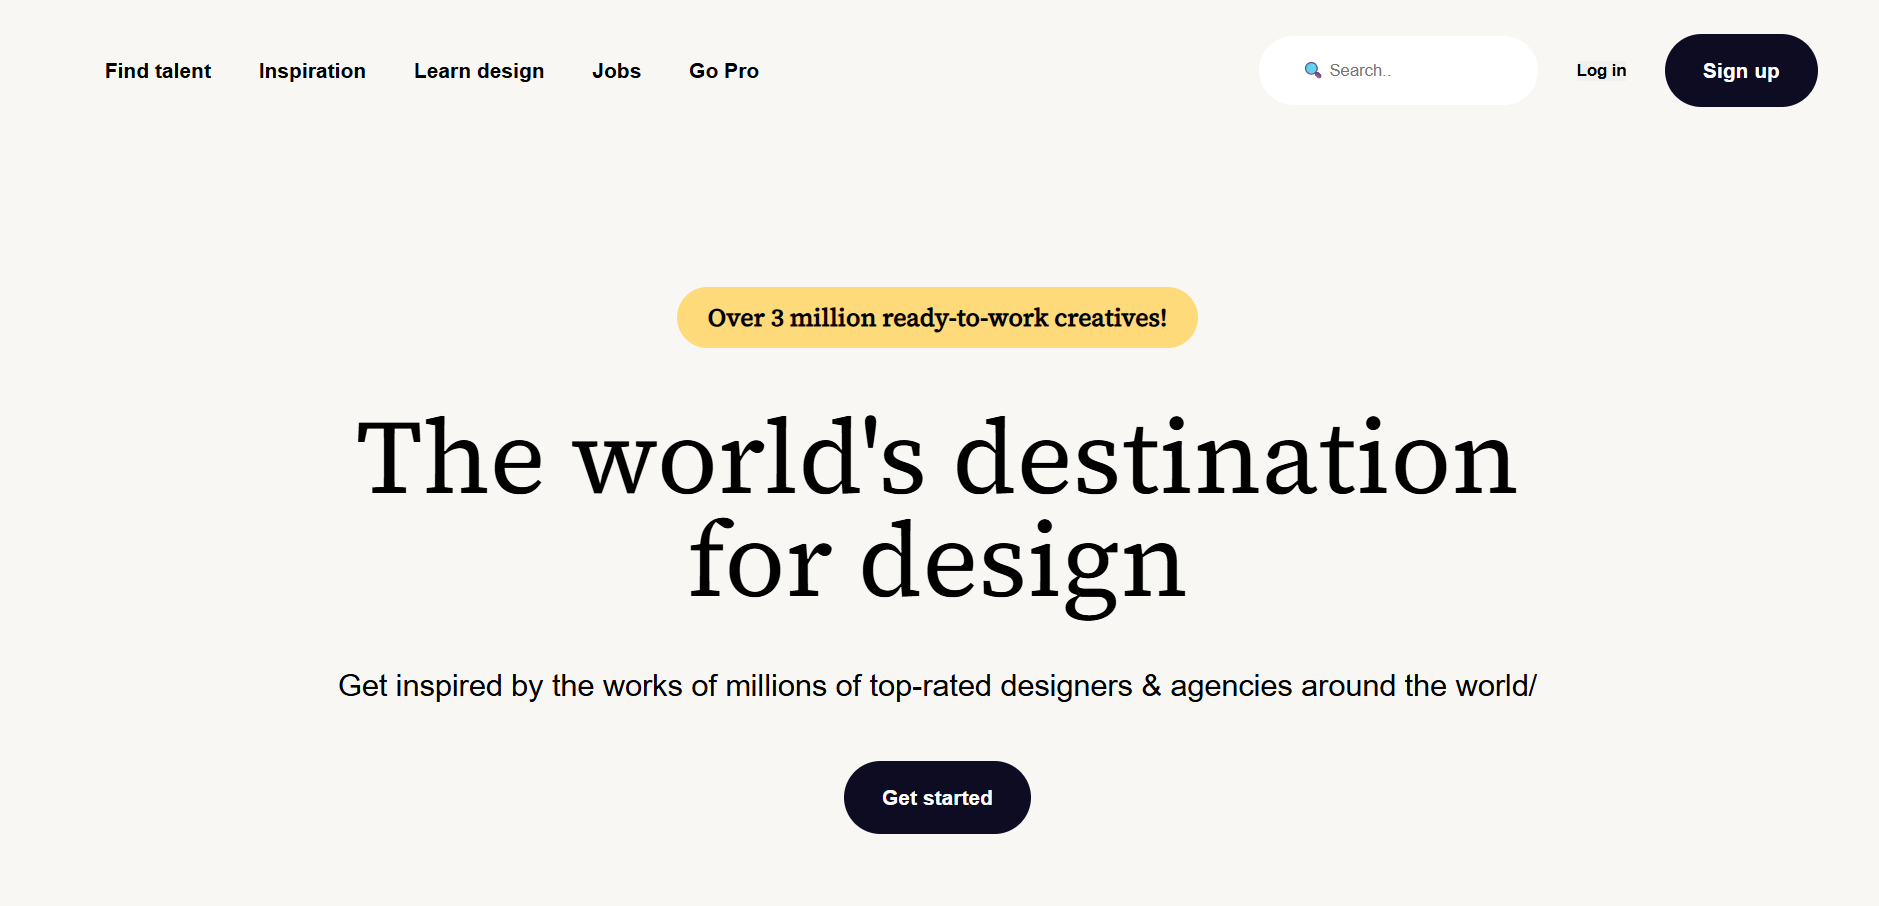 Find talent Inspiration Learn design Jobs Go Pro 🔍 Search.. Log in Sign up
Over 3 million ready-to-work creatives!
The world's destination
for design
Get inspired by the works of millions of top-rated designers & agencies around the world/
Get started